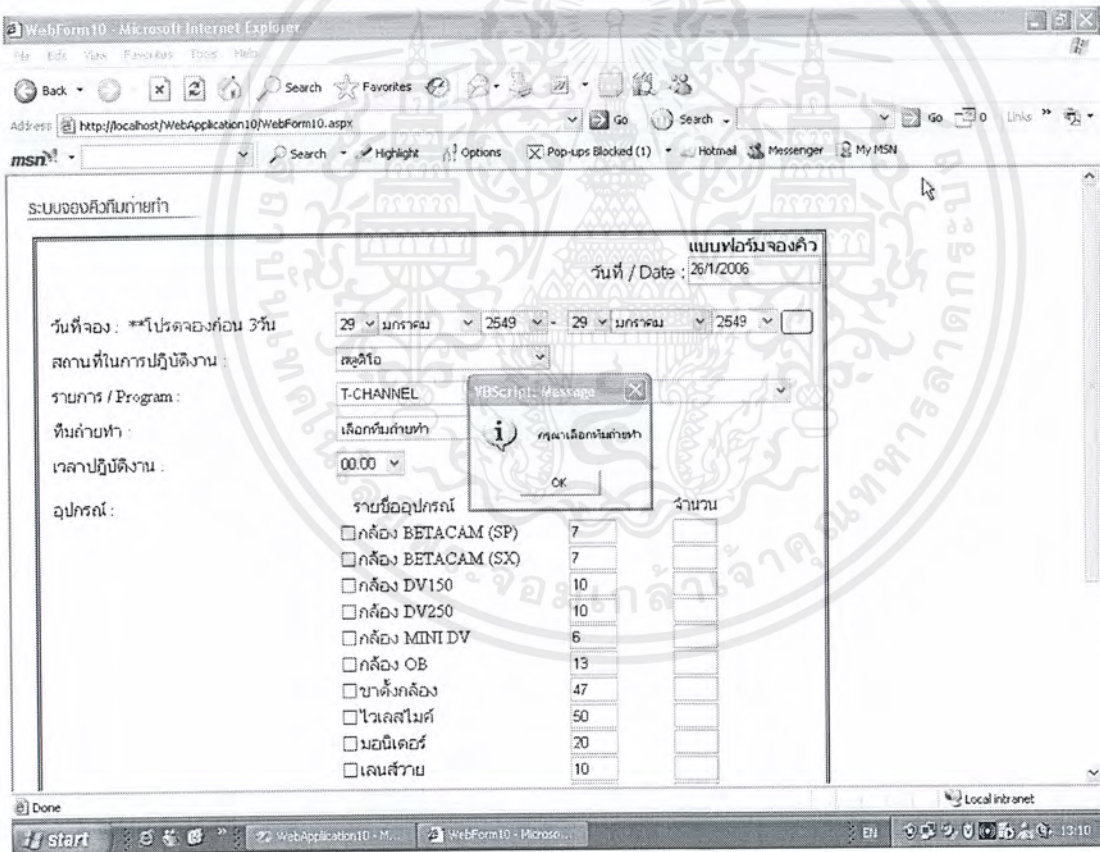 WebForm10 - Microsoft Internet Explorer
File Edit View Favorites Tools Help
Back Search Favorites
Address http://localhost/WebApplication10/WebForm10.aspx Go Search Go 0 Links
msn Search Highlight Options Pop-ups Blocked (1) Hotmail Messenger My MSN
ระบบจองคิวทีมถ่ายทำ
แบบฟอร์มจองคิว
วันที่ / Date : 26/1/2006
วันที่จอง : **โปรดจองก่อน 3วัน 29 มกราคม 2549 - 29 มกราคม 2549
สถานที่ในการปฎิบัติงาน : สตูดิโอ
รายการ / Program : T-CHANNEL
ทีมถ่ายทำ : เลือกทีมถ่ายทำ
เวลาปฎิบัติงาน : 00.00
VBScript: Message
กรุณาเลือกทีมถ่ายทำ
OK
อุปกรณ์ : รายชื่ออุปกรณ์ จำนวน
กล้อง BETACAM (SP) 7
กล้อง BETACAM (SX) 7
กล้อง DV150 10
กล้อง DV250 10
กล้อง MINI DV 6
กล้อง OB 13
ขาตั้งกล้อง 47
ไวเลสไมค์ 50
มอนิเตอร์ 20
เลนส์วาย 10
Done Local intranet
start WebApplication10 - M... WebForm10 - Microso... EN 13:10